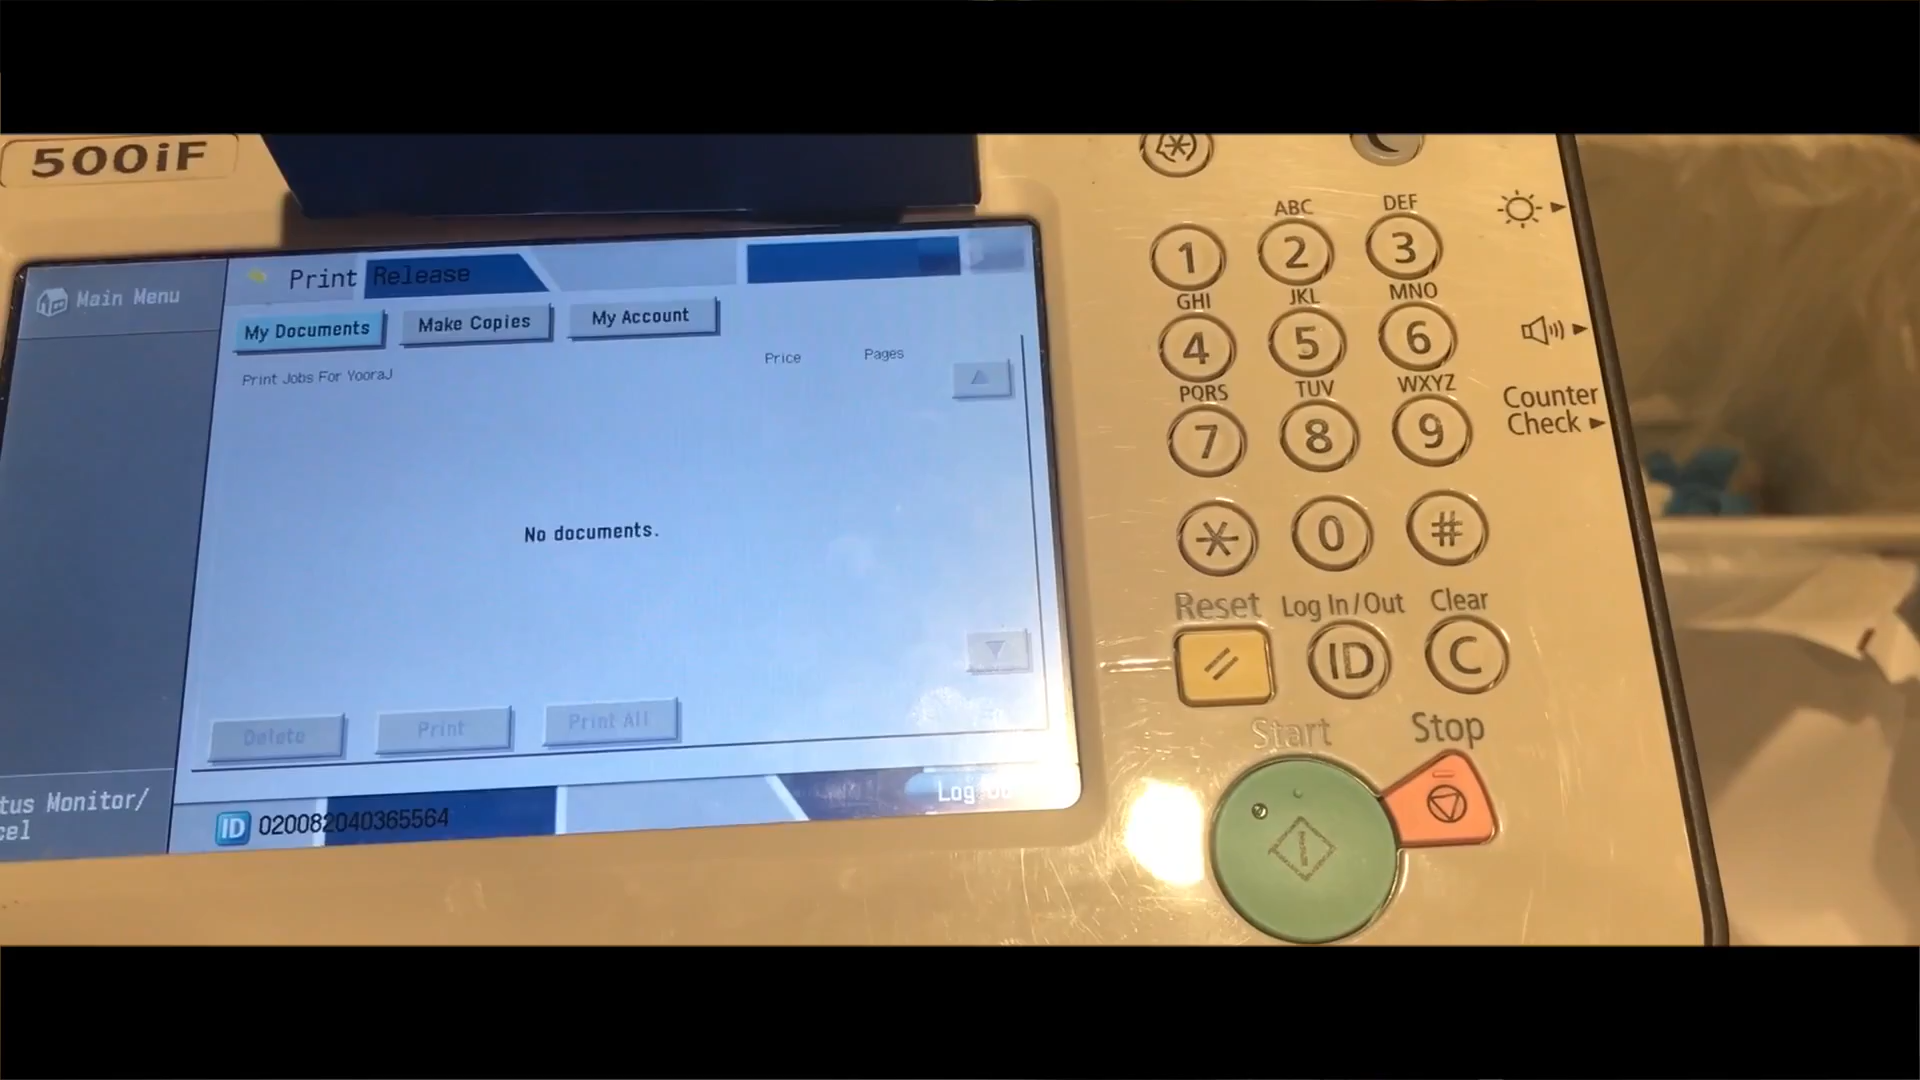 500iF
Main Menu
Print Release
My Documents
Make Copies
My Account
Price
Pages
Print Jobs For YooraJ
No documents.
Delete
Print
Print All
tus Monitor/
cel
ID 020082040365564
Log
ABC
DEF
1
2
3
GHI
JKL
MNO
4
5
6
PQRS
TUV
WXYZ
7
8
9
*
0
#
Counter
Check
Reset
Log In/Out
Clear
ID
C
Start
Stop